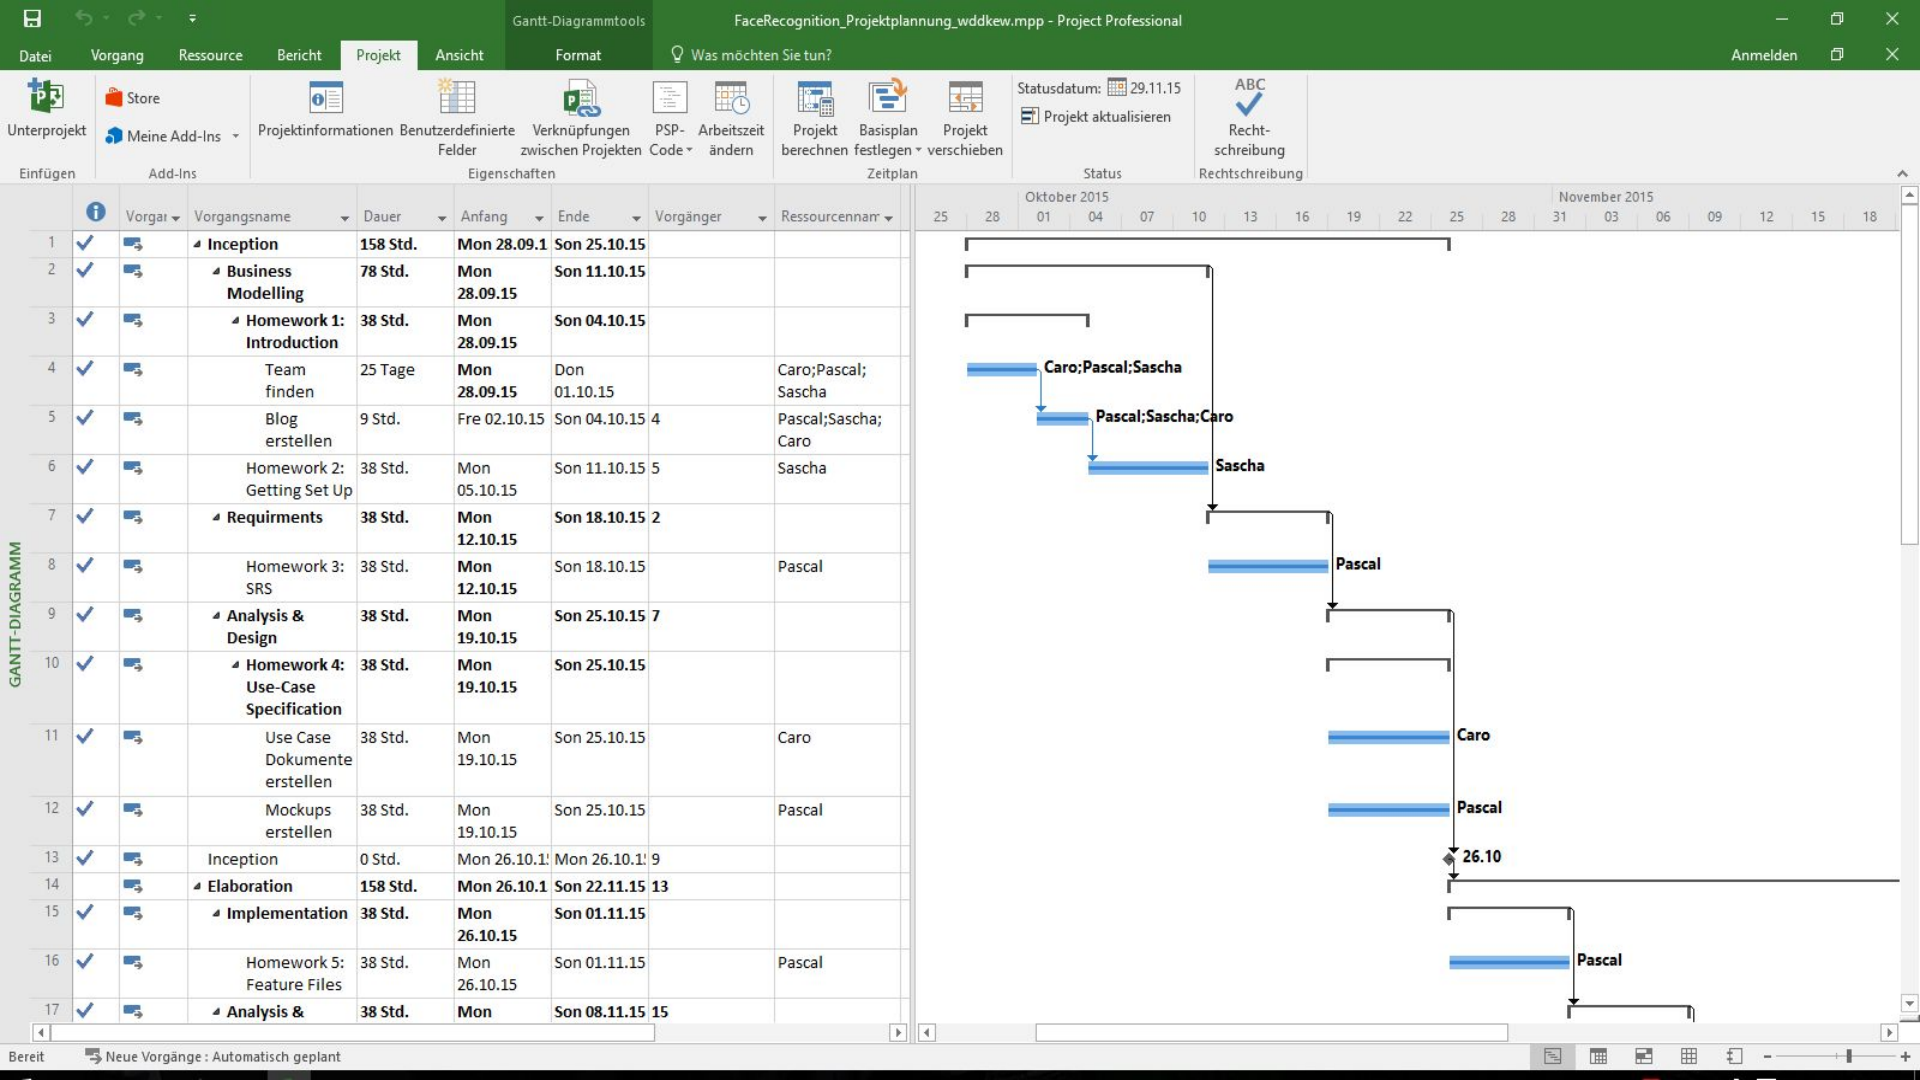 Gantt-Diagrammtools
FaceRecognition_Projektplannung_wddkew.mpp - Project Professional
Datei Vorgang Ressource Bericht Projekt Ansicht Format Was möchten Sie tun? Anmelden
Unterprojekt
Store
Meine Add-Ins
Projektinformationen
Benutzerdefinierte
Felder
Verknüpfungen
zwischen Projekten
PSP-
Code
Arbeitszeit
ändern
Projekt
berechnen
Basisplan
festlegen
Projekt
verschieben
Statusdatum: 29.11.15
Projekt aktualisieren
ABC
Recht-
schreibung
Einfügen Add-Ins Eigenschaften Zeitplan Status Rechtschreibung
Vorgar Vorgangsname Dauer Anfang Ende Vorgänger Ressourcennam
Oktober 2015 November 2015
25 28 01 04 07 10 13 16 19 22 25 28 31 03 06 09 12 15 18
GANTT-DIAGRAMM
1 Inception 158 Std. Mon 28.09.1 Son 25.10.15
2 Business 78 Std. Mon Son 11.10.15
Modelling 28.09.15
3 Homework 1: 38 Std. Mon Son 04.10.15
Introduction 28.09.15
4 Team 25 Tage Mon Don Caro;Pascal;
finden 28.09.15 01.10.15 Sascha
5 Blog 9 Std. Fre 02.10.15 Son 04.10.15 4 Pascal;Sascha;
erstellen Caro
6 Homework 2: 38 Std. Mon Son 11.10.15 5 Sascha
Getting Set Up 05.10.15
7 Requirments 38 Std. Mon Son 18.10.15 2
12.10.15
8 Homework 3: 38 Std. Mon Son 18.10.15 Pascal
SRS 12.10.15
9 Analysis & 38 Std. Mon Son 25.10.15 7
Design 19.10.15
10 Homework 4: 38 Std. Mon Son 25.10.15
Use-Case 19.10.15
Specification
11 Use Case 38 Std. Mon Son 25.10.15 Caro
Dokumente 19.10.15
erstellen
12 Mockups 38 Std. Mon Son 25.10.15 Pascal
erstellen 19.10.15
13 Inception 0 Std. Mon 26.10.1 Mon 26.10.1 9
14 Elaboration 158 Std. Mon 26.10.1 Son 22.11.15 13
15 Implementation 38 Std. Mon Son 01.11.15
26.10.15
16 Homework 5: 38 Std. Mon Son 01.11.15 Pascal
Feature Files 26.10.15
17 Analysis & 38 Std. Mon Son 08.11.15 15
Caro;Pascal;Sascha
Pascal;Sascha;Caro
Sascha
Pascal
Caro
Pascal
26.10
Pascal
Bereit Neue Vorgänge : Automatisch geplant